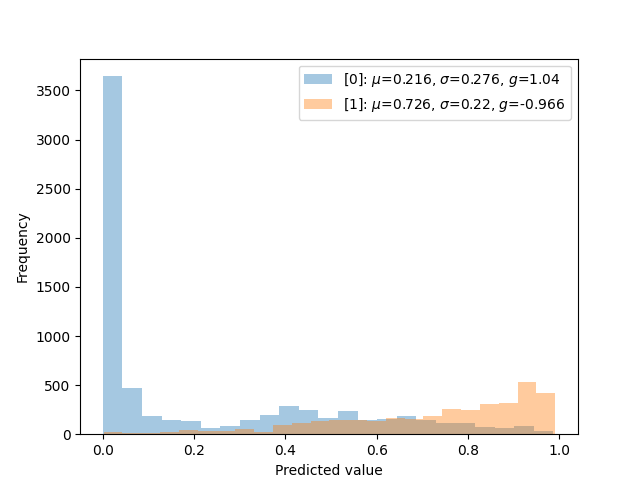 [0]: μ=0.216, σ=0.276, g=1.04
[1]: μ=0.726, σ=0.22, g=-0.966
3500
3000
2500
2000
1500
1000
500
0
Frequency
0.0 0.2 0.4 0.6 0.8 1.0
Predicted value